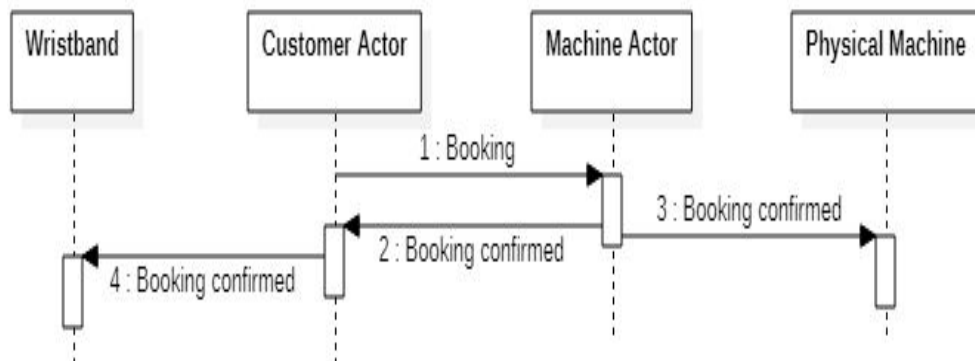 Wristband
Customer Actor
Machine Actor
Physical Machine
1 : Booking
3 : Booking confirmed
2 : Booking confirmed
4 : Booking confirmed